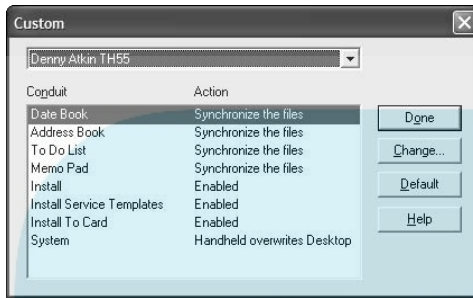 Custom
Denny Atkin TH55
Conduit Action
Date Book Synchronize the files
Address Book Synchronize the files
To Do List Synchronize the files
Memo Pad Synchronize the files
Install Enabled
Install Service Templates Enabled
Install To Card Enabled
System Handheld overwrites Desktop
Done
Change...
Default
Help